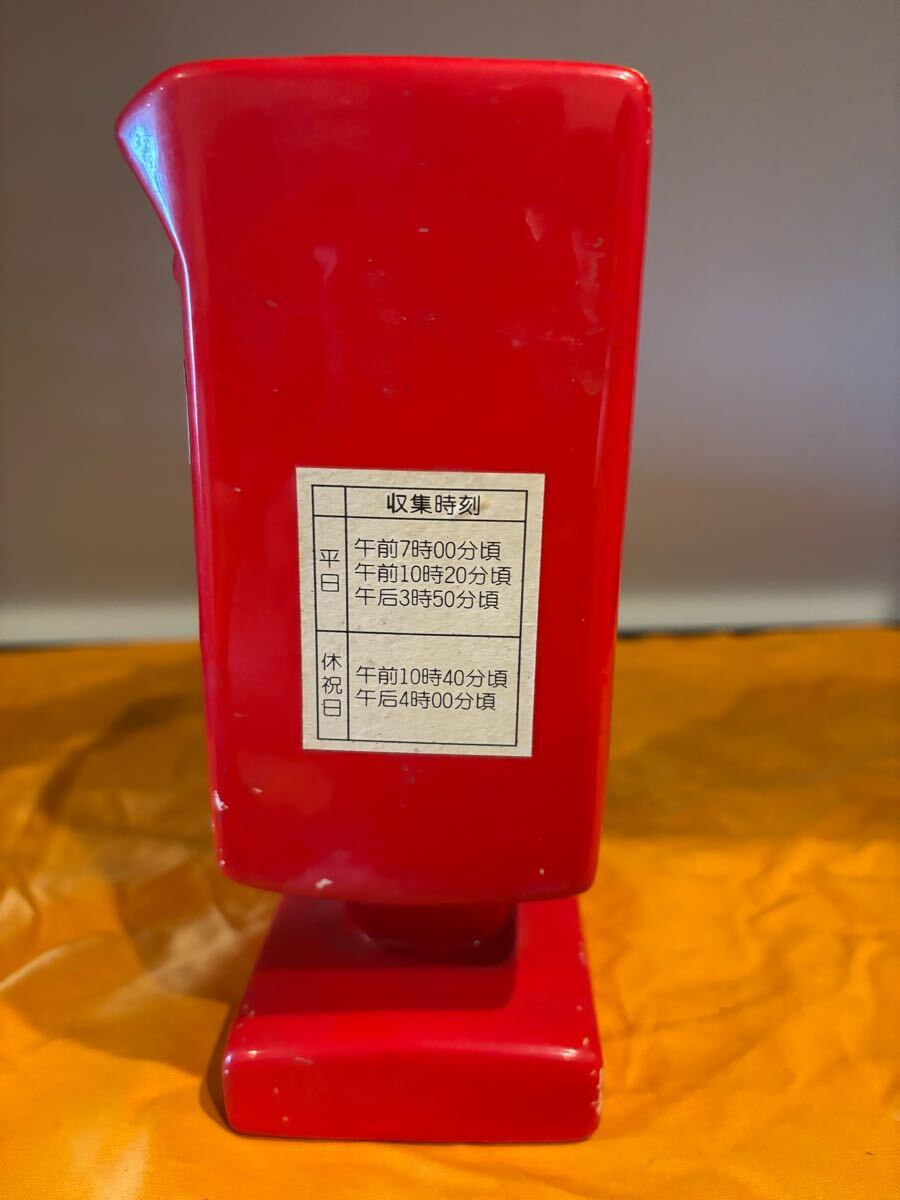 収集時刻
平日
午前7時00分頃
午前10時20分頃
午后3時50分頃
休祝日
午前10時40分頃
午后4時00分頃